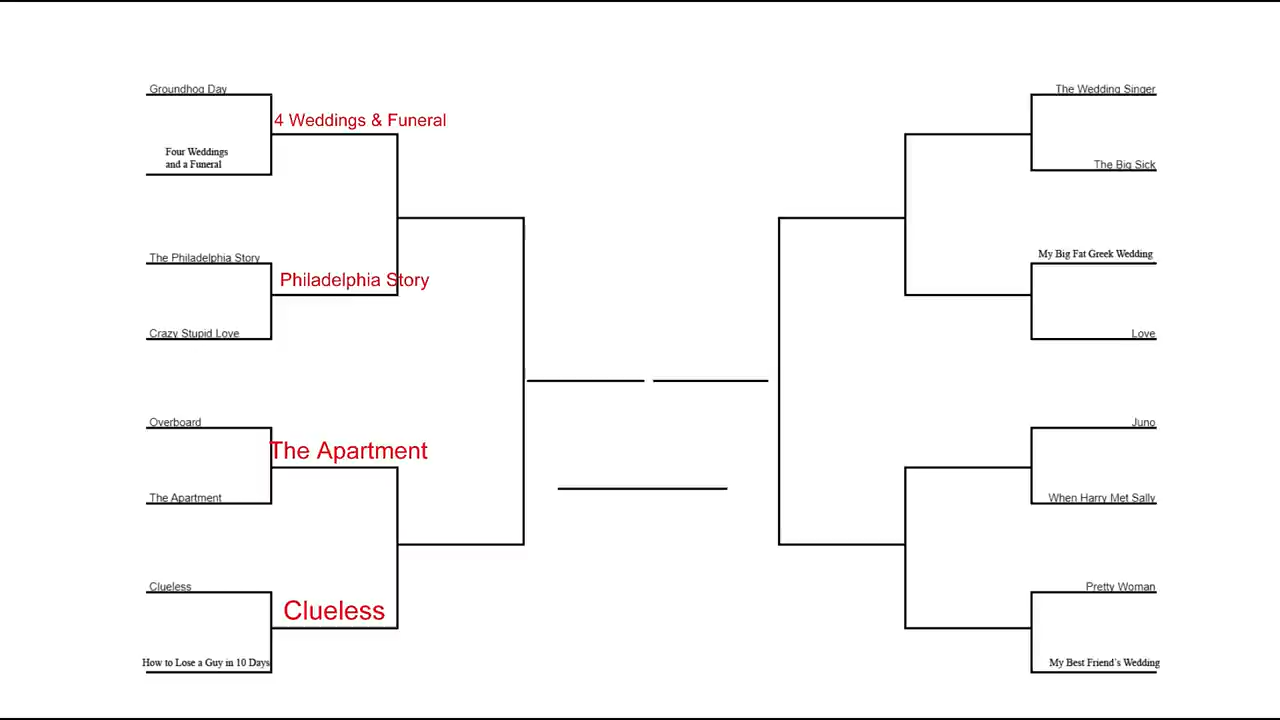 Groundhog Day
4 Weddings & Funeral
Four Weddings
and a Funeral
The Philadelphia Story
Philadelphia Story
Crazy Stupid Love
Overboard
The Apartment
The Apartment
Clueless
Clueless
How to Lose a Guy in 10 Days
The Wedding Singer
The Big Sick
My Big Fat Greek Wedding
Love
Juno
When Harry Met Sally
Pretty Woman
My Best Friend's Wedding